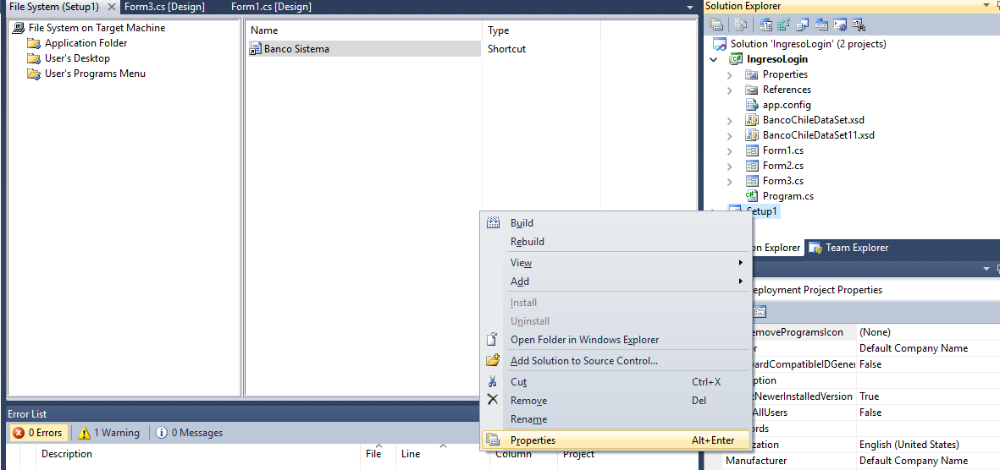 File System (Setup1)
Form3.cs [Design]
Form1.cs [Design]
File System on Target Machine
Application Folder
User's Desktop
User's Programs Menu
Name
Type
Banco Sistema
Shortcut
Solution Explorer
Solution 'IngresoLogin' (2 projects)
IngresoLogin
Properties
References
app.config
BancoChileDataSet.xsd
BancoChileDataSet11.xsd
Form1.cs
Form2.cs
Form3.cs
Program.cs
Setup1
Build
Rebuild
View
Add
Install
Uninstall
Open Folder in Windows Explorer
Add Solution to Source Control...
Cut Ctrl+X
Remove Del
Rename
Properties Alt+Enter
on Explorer
Team Explorer
eployment Project Properties
emoveProgramsIcon (None)
or Default Company Name
wardCompatibleIDGener False
iption
NewerInstalledVersion True
AllUsers False
ords
ization English (United States)
Manufacturer Default Company Name
Error List
0 Errors
1 Warning
0 Messages
Description
File
Line
Column
Project